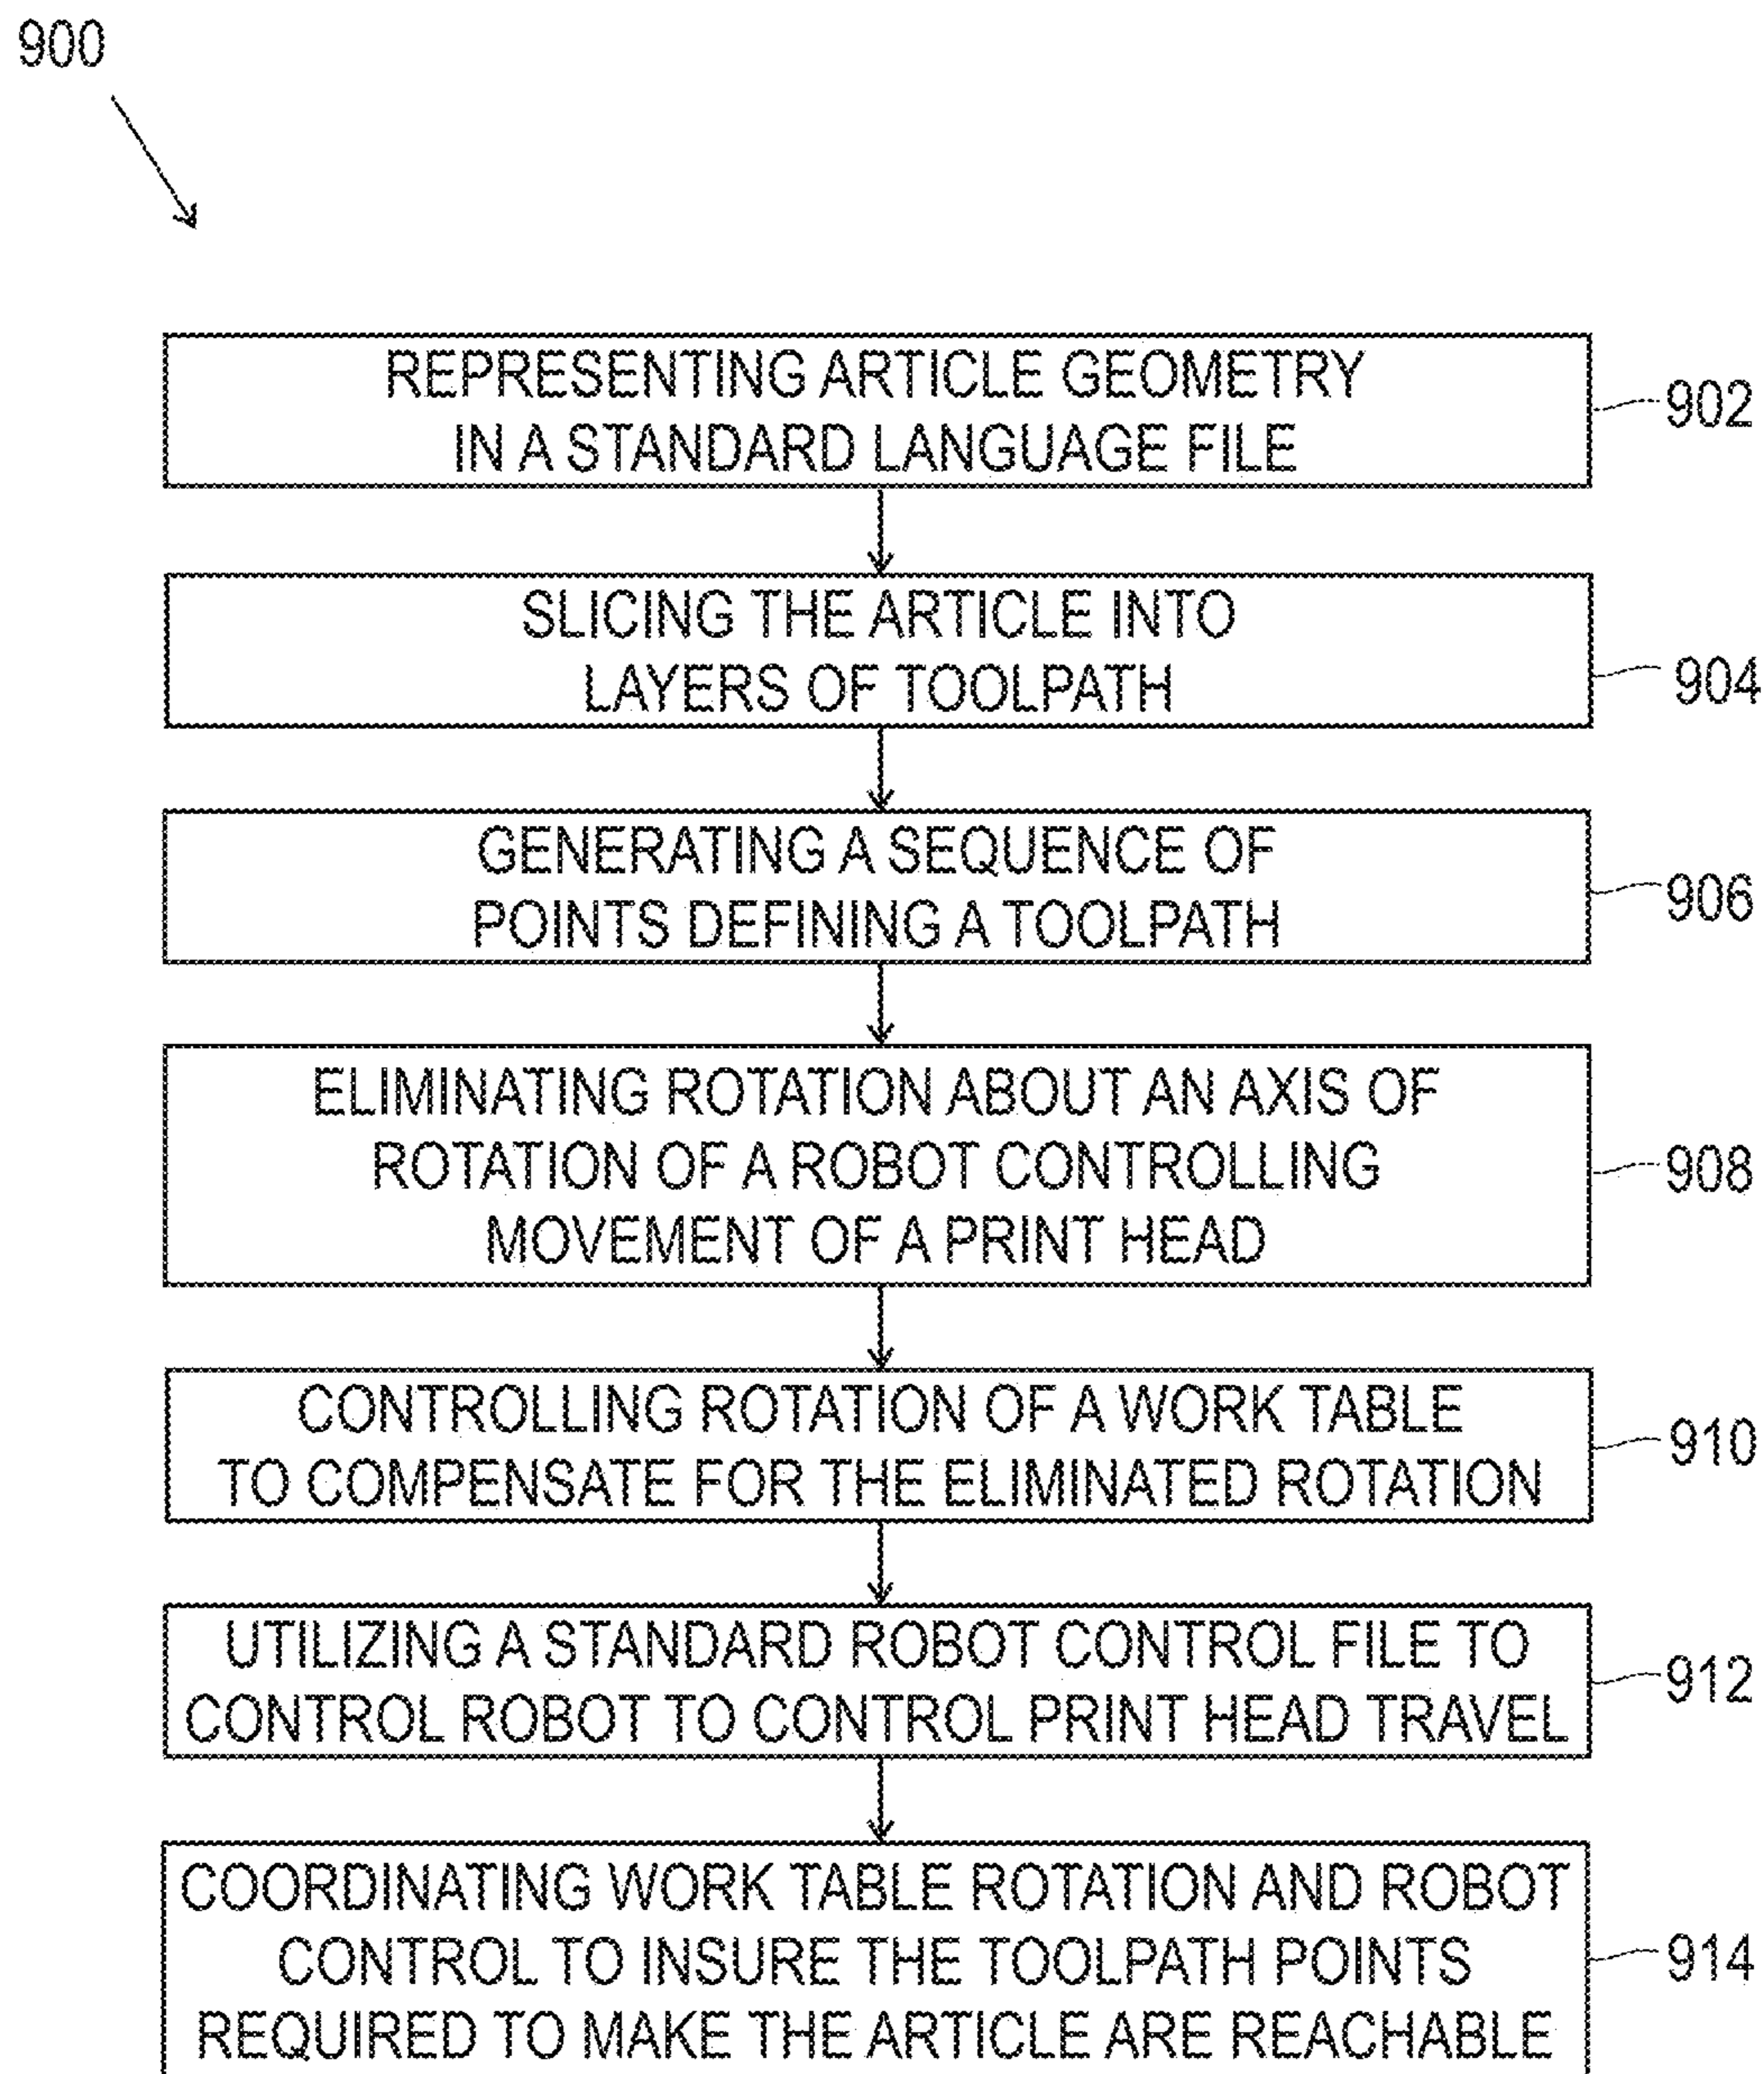 900
REPRESENTING ARTICLE GEOMETRY
IN A STANDARD LANGUAGE FILE
902
SLICING THE ARTICLE INTO
LAYERS OF TOOLPATH
904
GENERATING A SEQUENCE OF
POINTS DEFINING A TOOLPATH
906
ELIMINATING ROTATION ABOUT AN AXIS OF
ROTATION OF A ROBOT CONTROLLING
MOVEMENT OF A PRINT HEAD
908
CONTROLLING ROTATION OF A WORK TABLE
TO COMPENSATE FOR THE ELIMINATED ROTATION
910
UTILIZING A STANDARD ROBOT CONTROL FILE TO
CONTROL ROBOT TO CONTROL PRINT HEAD TRAVEL
912
COORDINATING WORK TABLE ROTATION AND ROBOT
CONTROL TO INSURE THE TOOLPATH POINTS
REQUIRED TO MAKE THE ARTICLE ARE REACHABLE
914